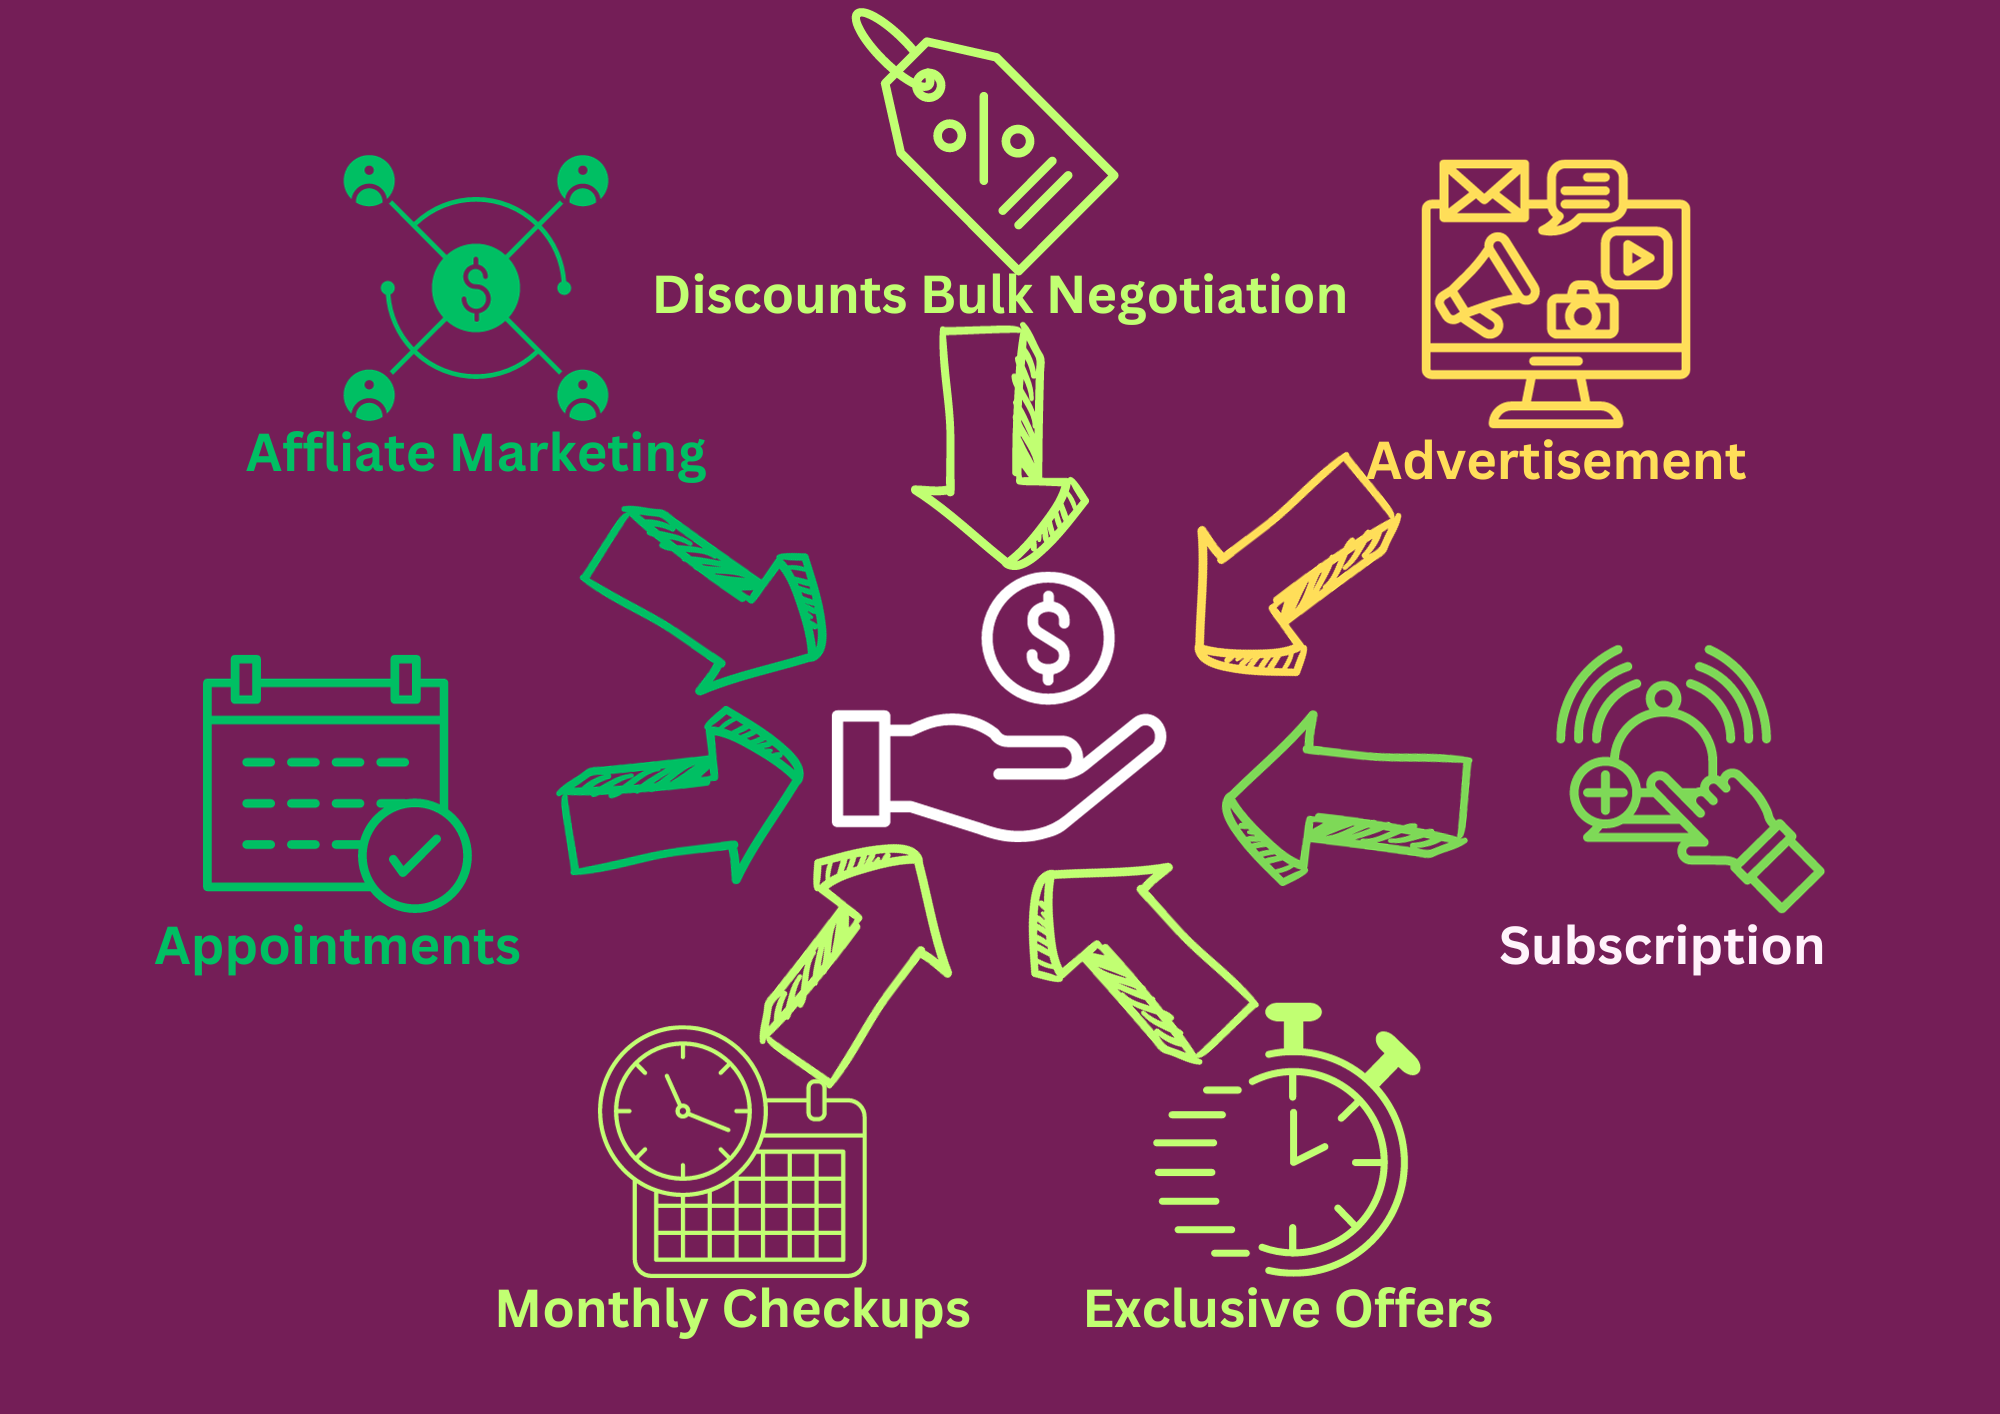 Discounts Bulk Negotiation
Affliate Marketing
Advertisement
Appointments
Subscription
Monthly Checkups
Exclusive Offers